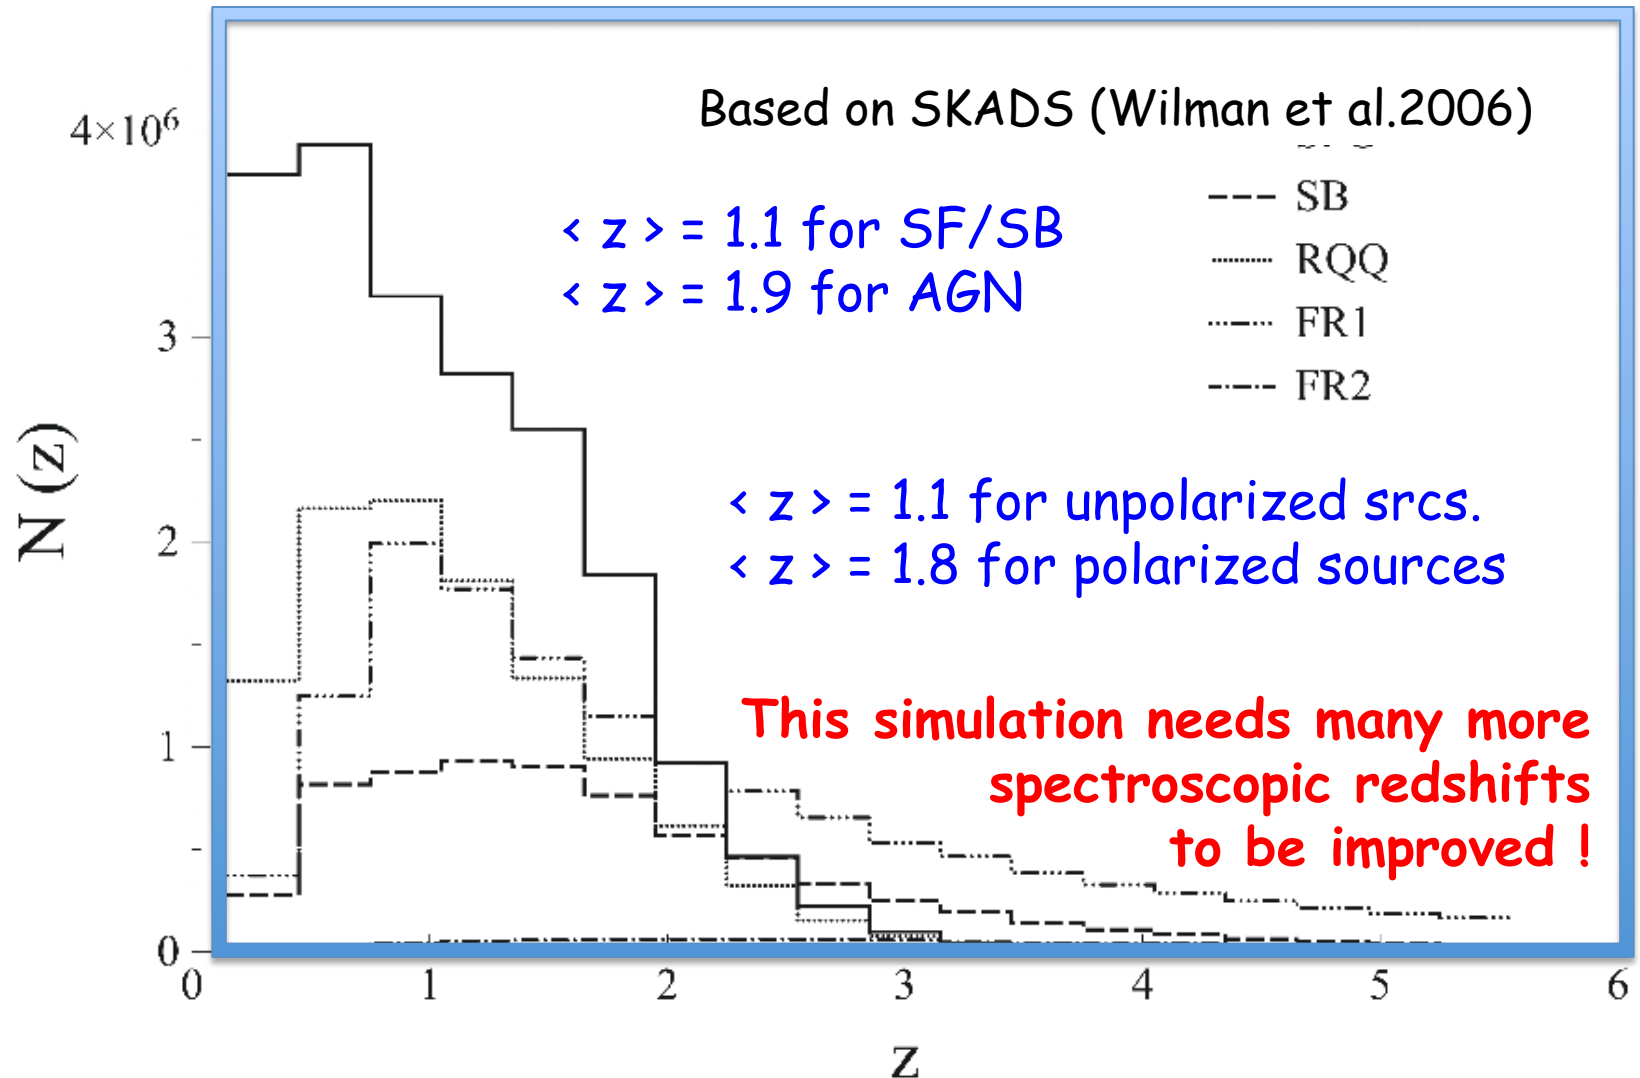 Based on SKADS (Wilman et al.2006)
4×10⁶
SB
< z > = 1.1 for SF/SB
RQQ
< z > = 1.9 for AGN
FR1
3
FR2
N (z)
< z > = 1.1 for unpolarized srcs.
2
< z > = 1.8 for polarized sources
This simulation needs many more
1
spectroscopic redshifts
to be improved !
0
0 1 2 3 4 5 6
z